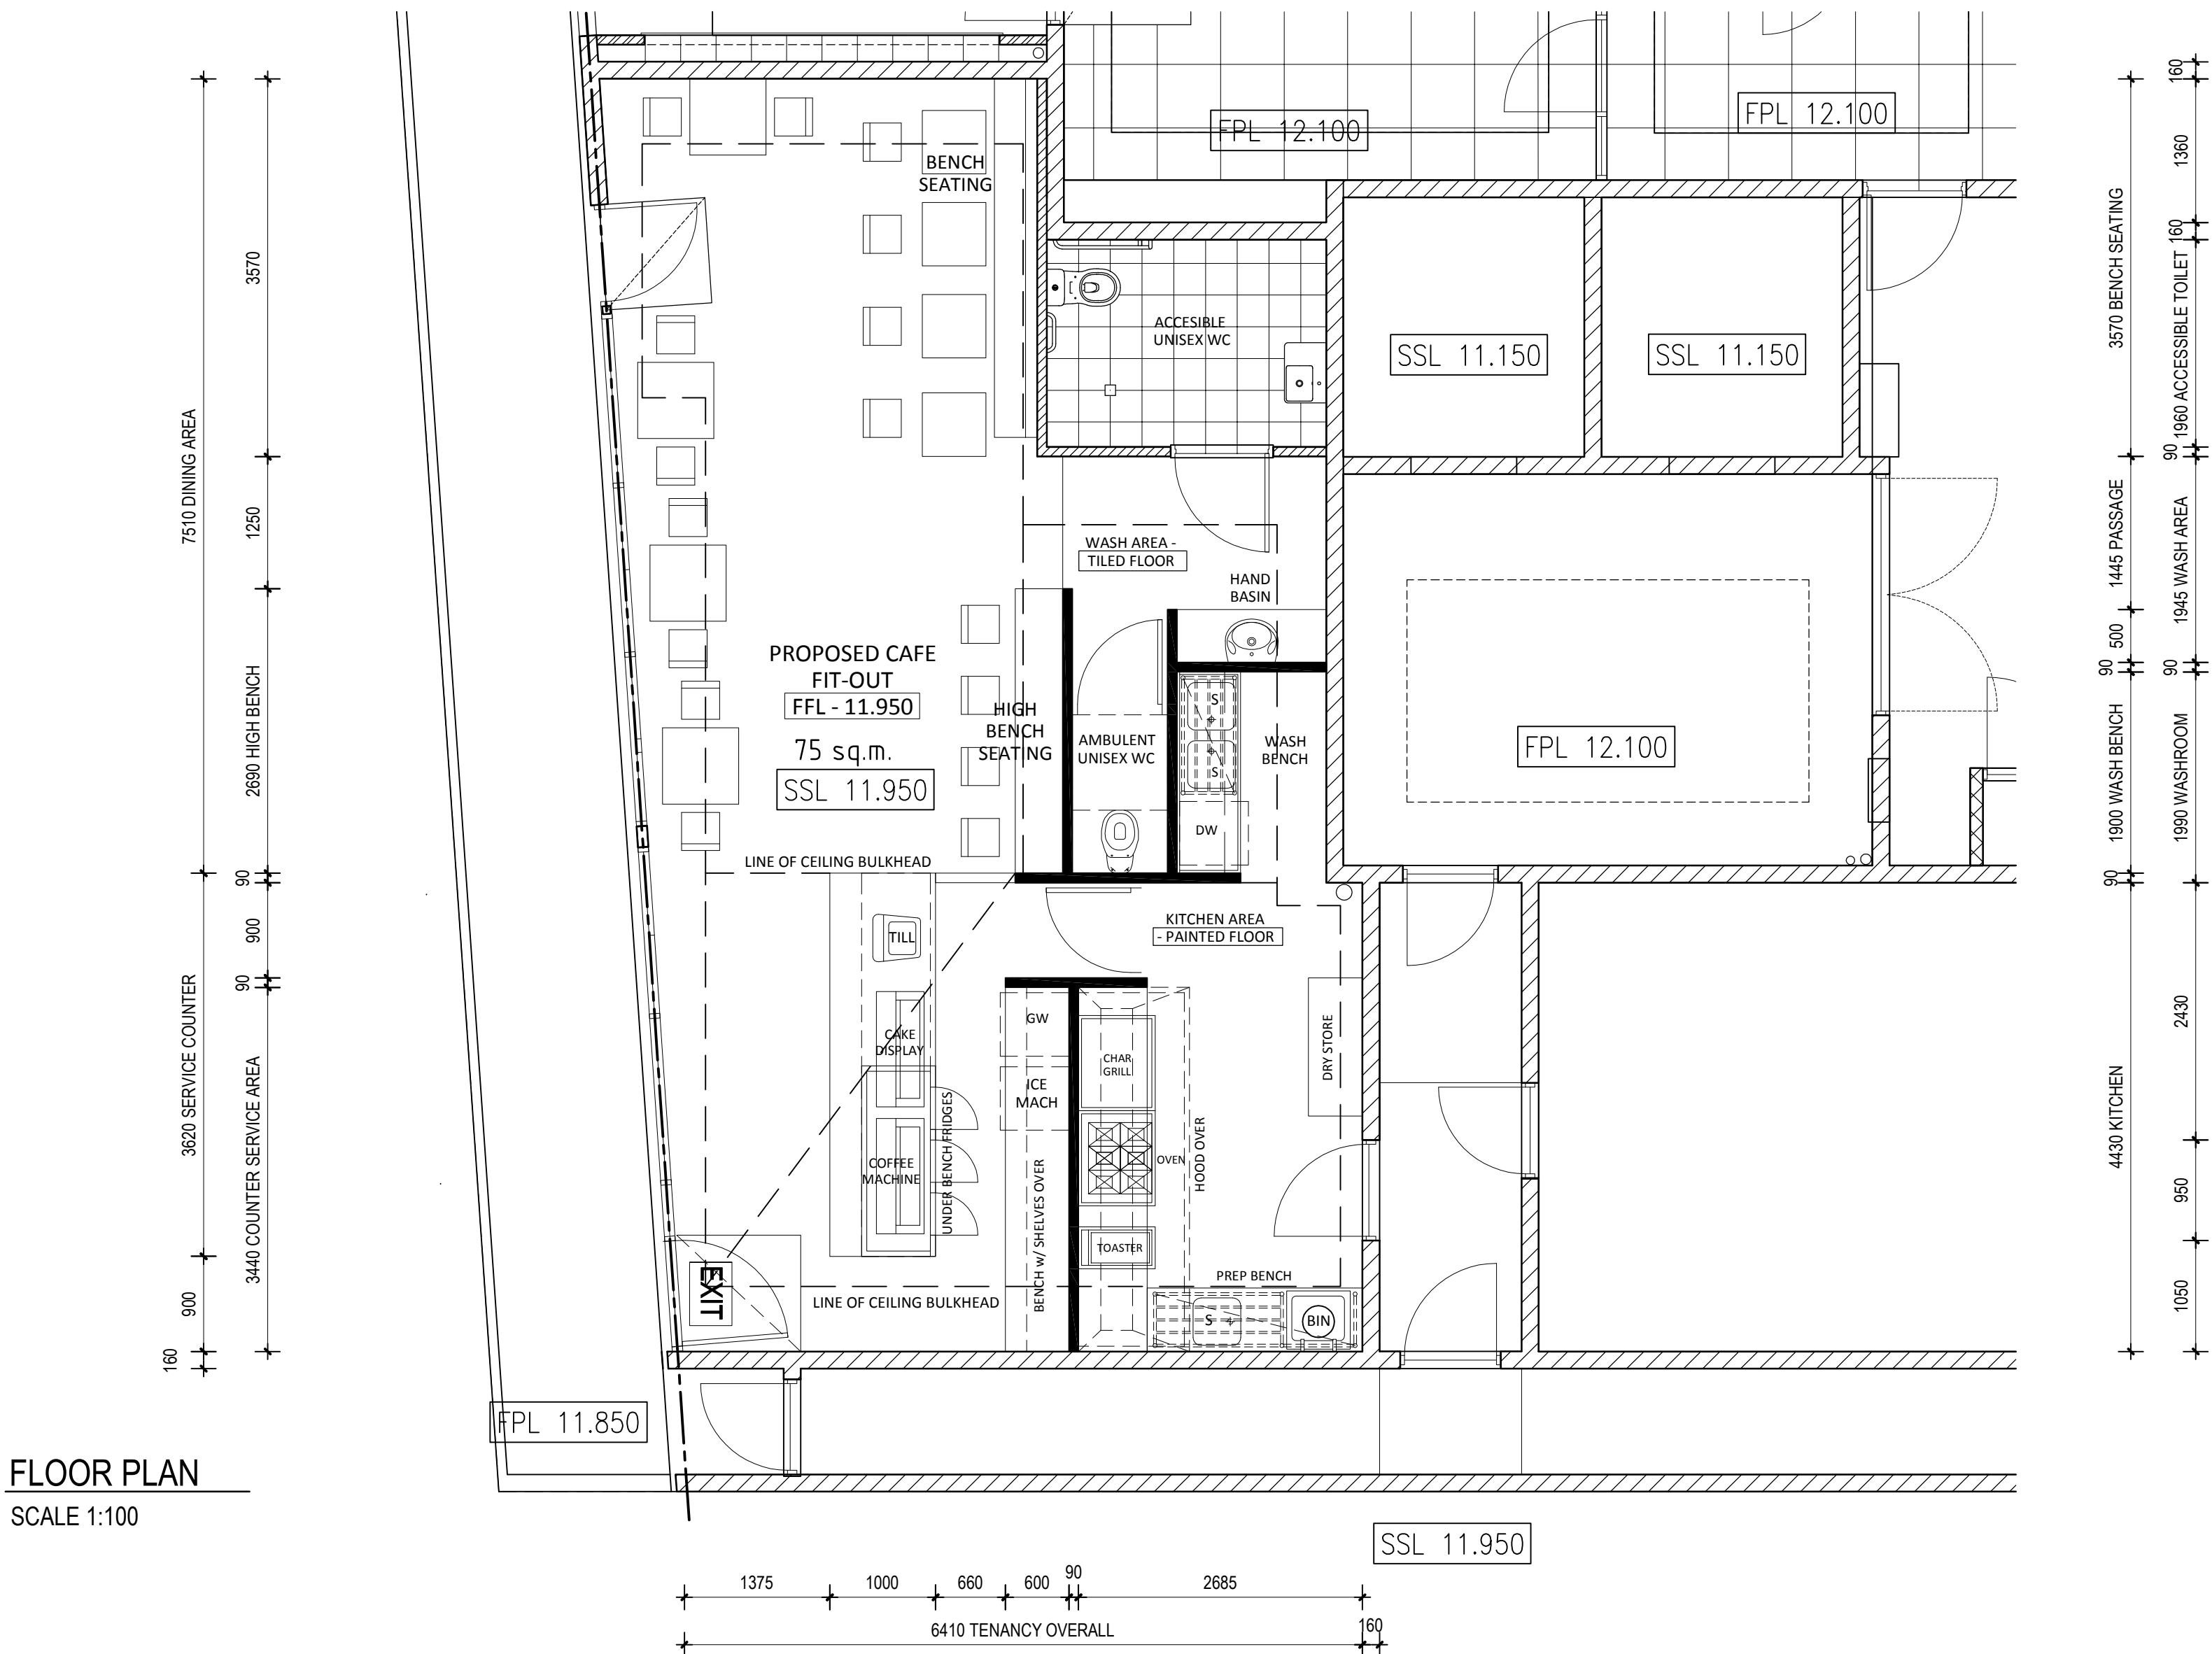 FPL 12.100
FPL 12.100
BENCH
SEATING
ACCESIBLE
UNISEX WC
SSL 11.150
SSL 11.150
WASH AREA -
TILED FLOOR
HAND
BASIN
PROPOSED CAFE
FIT-OUT
FFL - 11.950
75 sq.m.
SSL 11.950
HIGH
BENCH
SEATING
AMBULENT
UNISEX WC
S
S
WASH
BENCH
DW
FPL 12.100
LINE OF CEILING BULKHEAD
TILL
KITCHEN AREA
- PAINTED FLOOR
CAKE
DISPLAY
GW
ICE
MACH
CHAR
GRILL
DRY STORE
COFFEE
MACHINE
UNDER BENCH FRIDGES
BENCH w/ SHELVES OVER
OVEN
HOOD OVER
TOASTER
PREP BENCH
S
BIN
EXIT
LINE OF CEILING BULKHEAD
FPL 11.850
SSL 11.950
7510 DINING AREA
3620 SERVICE COUNTER
900
160
3570
1250
2690 HIGH BENCH
90
900
90
3440 COUNTER SERVICE AREA
3570 BENCH SEATING
1445 PASSAGE
500
90
1900 WASH BENCH
90
4430 KITCHEN
160
1360
160
1960 ACCESSIBLE TOILET
90
1945 WASH AREA
90
1990 WASHROOM
2430
950
1050
FLOOR PLAN
SCALE 1:100
1375
1000
660
600
90
2685
6410 TENANCY OVERALL
160